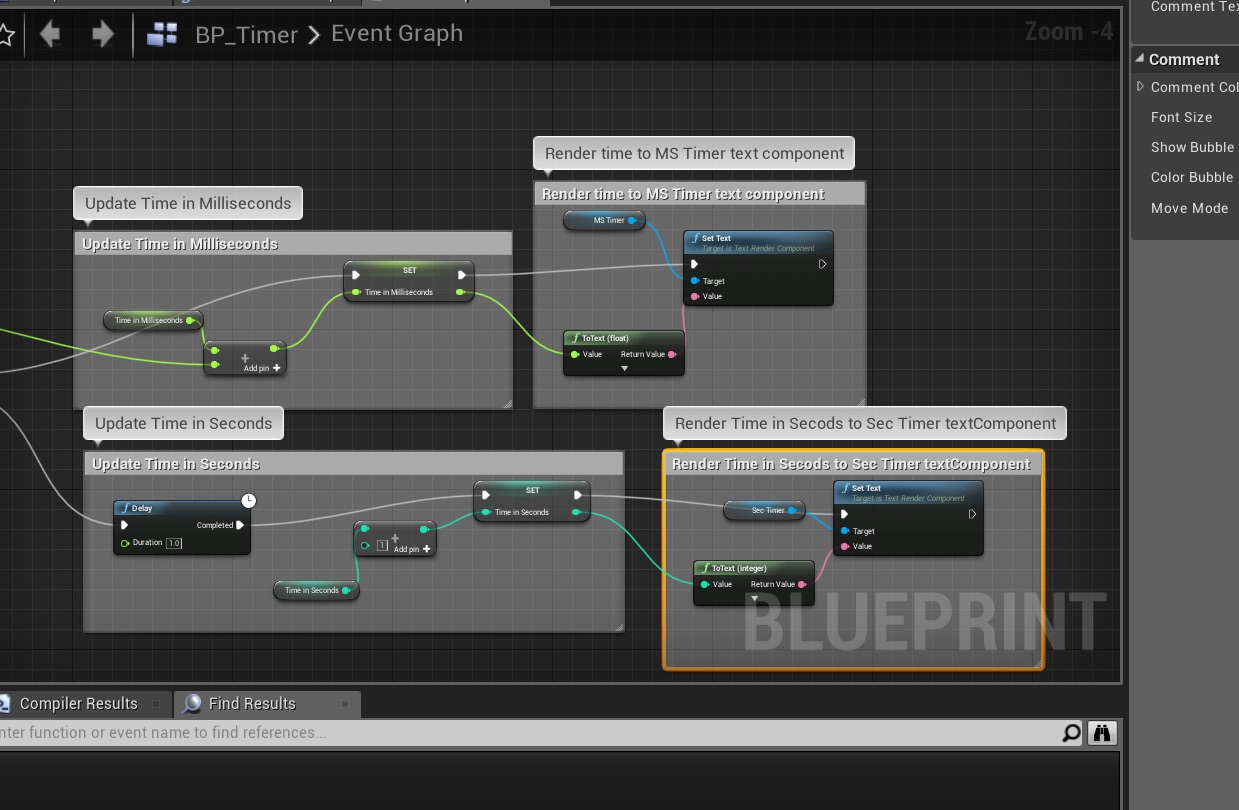 Comment Te
BP_Timer
Event Graph
Zoom -4
Comment
Comment Col
Font Size
Show Bubble
Color Bubble
Move Mode
Render time to MS Timer text component
Render time to MS Timer text component
MS Timer
Set Text
Target is Text Render Component
Target
Value
ToText (float)
Value Return Value
Update Time in Milliseconds
Update Time in Milliseconds
SET
Time in Milliseconds
Time in Milliseconds
Add pin
Update Time in Seconds
Update Time in Seconds
Delay
Completed
Duration 1.0
SET
Time in Seconds
1
Add pin
Time in Seconds
Render Time in Secods to Sec Timer textComponent
Render Time in Secods to Sec Timer textComponent
Sec Timer
Set Text
Target is Text Render Component
Target
Value
ToText (integer)
Value Return Value
BLUEPRINT
Compiler Results
Find Results
nter function or event name to find references...